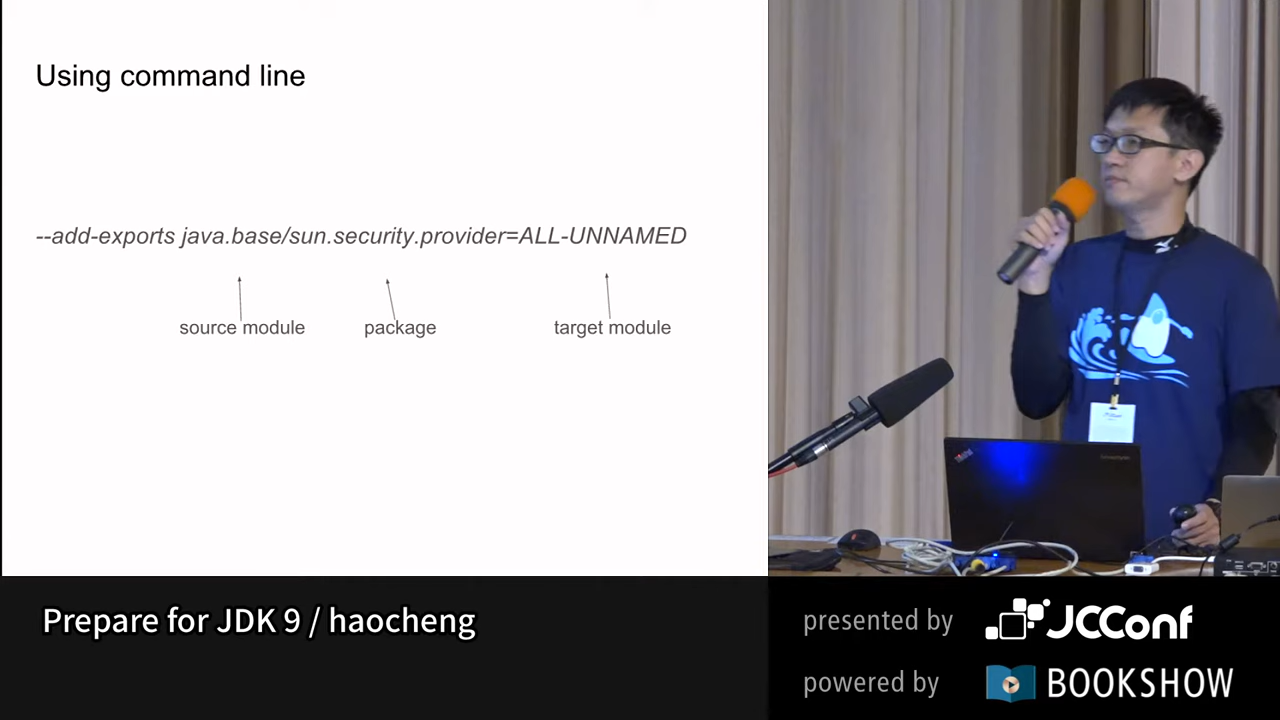 Using command line
--add-exports java.base/sun.security.provider=ALL-UNNAMED
source module package target module
Prepare for JDK 9 / haocheng
presented by JCConf
powered by BOOKSHOW